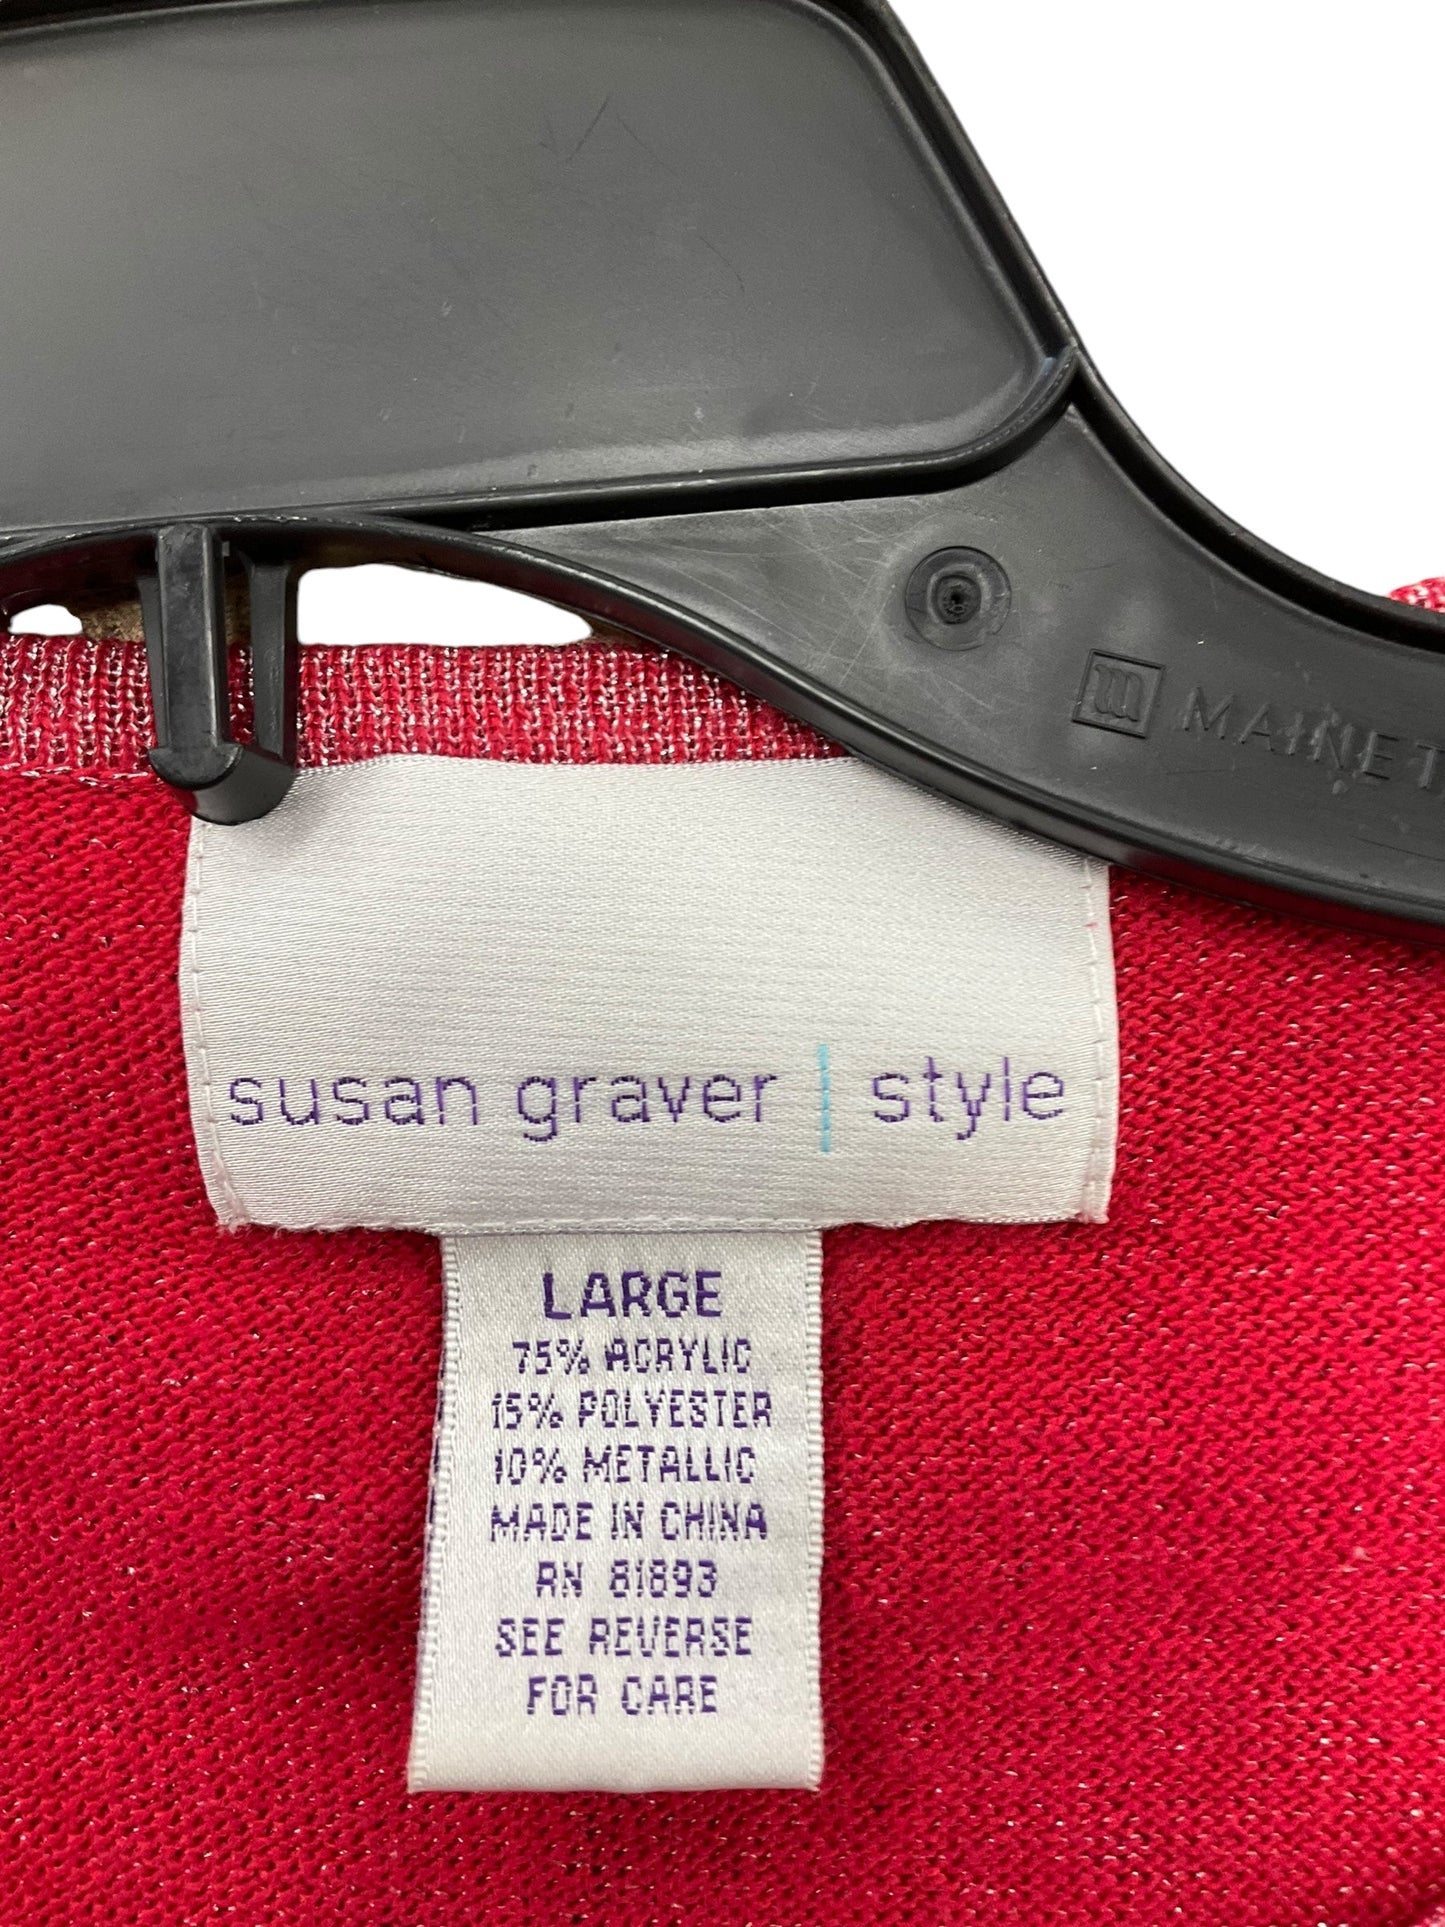 MAINET
susan graver | style
LARGE
75% ACRYLIC
15% POLYESTER
10% METALLIC
MADE IN CHINA
RN 81893
SEE REVERSE
FOR CARE